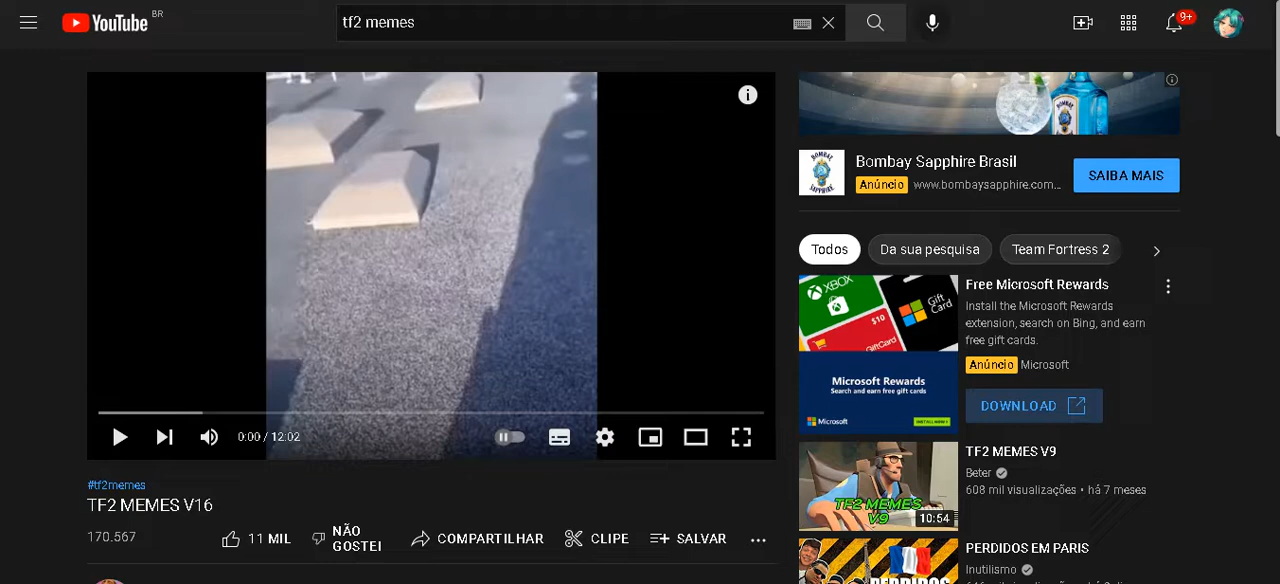 YouTube BR
tf2 memes
9+
0:00 / 12:02
#tf2memes
TF2 MEMES V16
170.567
11 MIL
NÃO
GOSTEI
COMPARTILHAR
CLIPE
SALVAR
BOMBAY
Bombay Sapphire Brasil
Anúncio www.bombaysapphire.com...
SAIBA MAIS
Todos
Da sua pesquisa
Team Fortress 2
XBOX
$10
GiftCard
Gift
Card
Microsoft Rewards
Search and earn free gift cards
Microsoft
Free Microsoft Rewards
Install the Microsoft Rewards
extension, search on Bing, and earn
free gift cards.
Anúncio Microsoft
DOWNLOAD
TF2 MEMES
V9
10:54
TF2 MEMES V9
Beter
608 mil visualizações • há 7 meses
PERDIDOS EM PARIS
Inutilismo